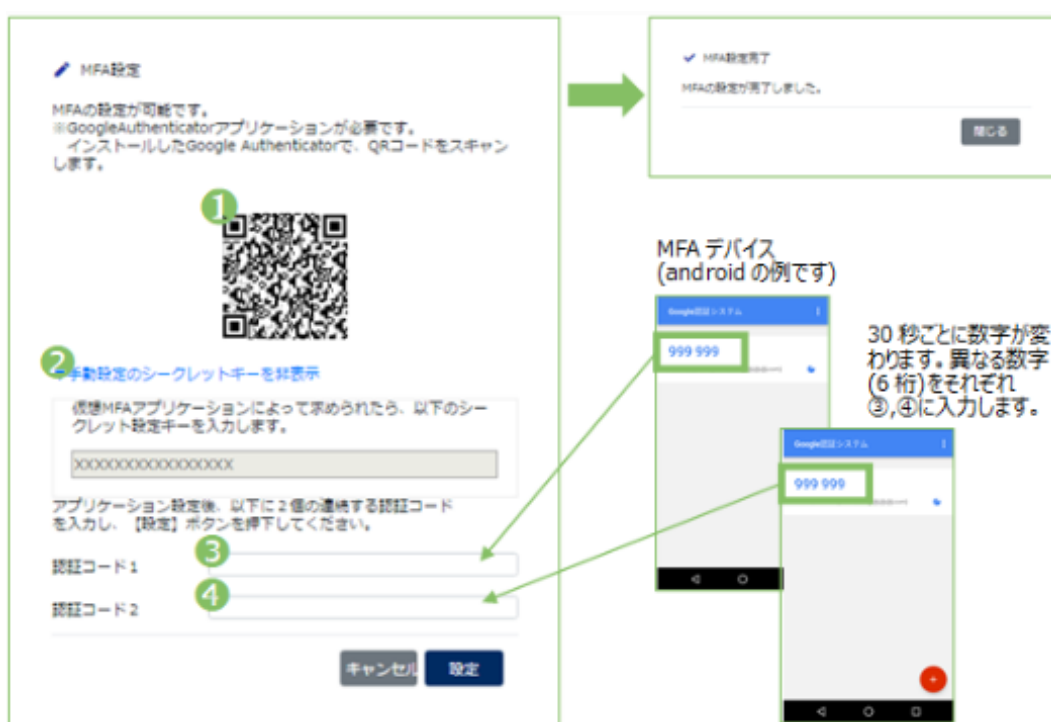 MFA設定
MFAの設定が可能です。
※GoogleAuthenticatorアプリケーションが必要です。
インストールしたGoogle Authenticatorで、QRコードをスキャン
します。
❶
❷
手動設定のシークレットキーを非表示
仮想MFAアプリケーションによって求められたら、以下のシー
クレット設定キーを入力します。
XXXXXXXXXXXXXXXX
アプリケーション設定後、以下に2個の連続する認証コード
を入力し、【設定】ボタンを押下してください。
認証コード1
❸
認証コード2
❹
キャンセル
設定
MFA設定完了
MFAの設定が完了しました。
閉じる
MFA デバイス
(android の例です)
Google認証システム
999 999
30 秒ごとに数字が変
わります。異なる数字
(6 桁)をそれぞれ
③,④に入力します。
Google認証システム
999 999